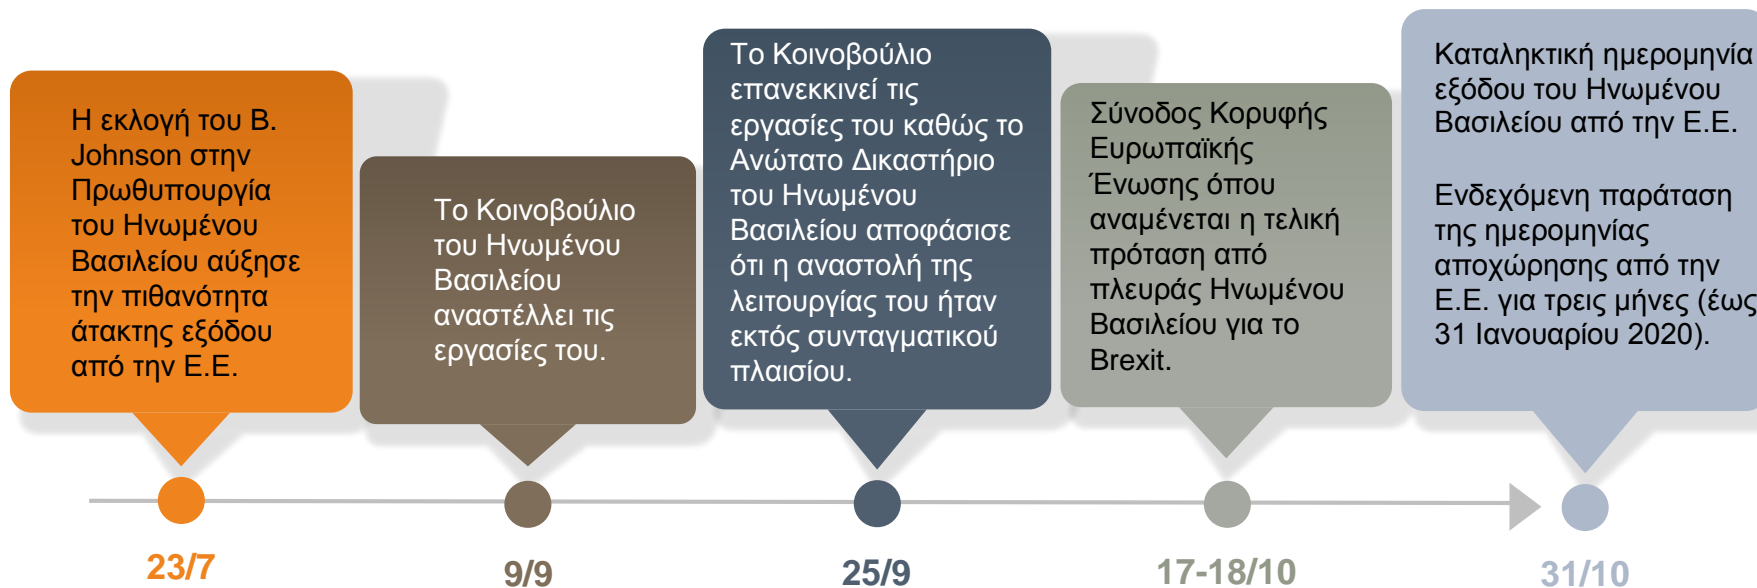 Η εκλογή του B.
Johnson στην
Πρωθυπουργία
του Ηνωμένου
Βασιλείου αύξησε
την πιθανότητα
άτακτης εξόδου
από την Ε.Ε.
Το Κοινοβούλιο
του Ηνωμένου
Βασιλείου
αναστέλλει τις
εργασίες του.
Το Κοινοβούλιο
επανεκκινεί τις
εργασίες του καθώς το
Ανώτατο Δικαστήριο
του Ηνωμένου
Βασιλείου αποφάσισε
ότι η αναστολή της
λειτουργίας του ήταν
εκτός συνταγματικού
πλαισίου.
Σύνοδος Κορυφής
Ευρωπαϊκής
Ένωσης όπου
αναμένεται η τελική
πρόταση από
πλευράς Ηνωμένου
Βασιλείου για το
Brexit.
Καταληκτική ημερομηνία
εξόδου του Ηνωμένου
Βασιλείου από την Ε.Ε.
Ενδεχόμενη παράταση
της ημερομηνίας
αποχώρησης από την
Ε.Ε. για τρεις μήνες (έως
31 Ιανουαρίου 2020).
23/7
9/9
25/9
17-18/10
31/10